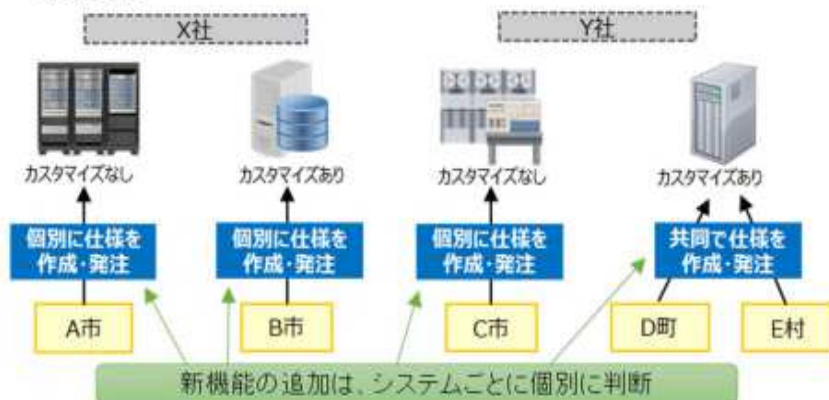 X社
Y社
カスタマイズなし
カスタマイズあり
カスタマイズなし
カスタマイズあり
個別に仕様を
作成・発注
個別に仕様を
作成・発注
個別に仕様を
作成・発注
共同で仕様を
作成・発注
A市
B市
C市
D町
E村
新機能の追加は、システムごとに個別に判断